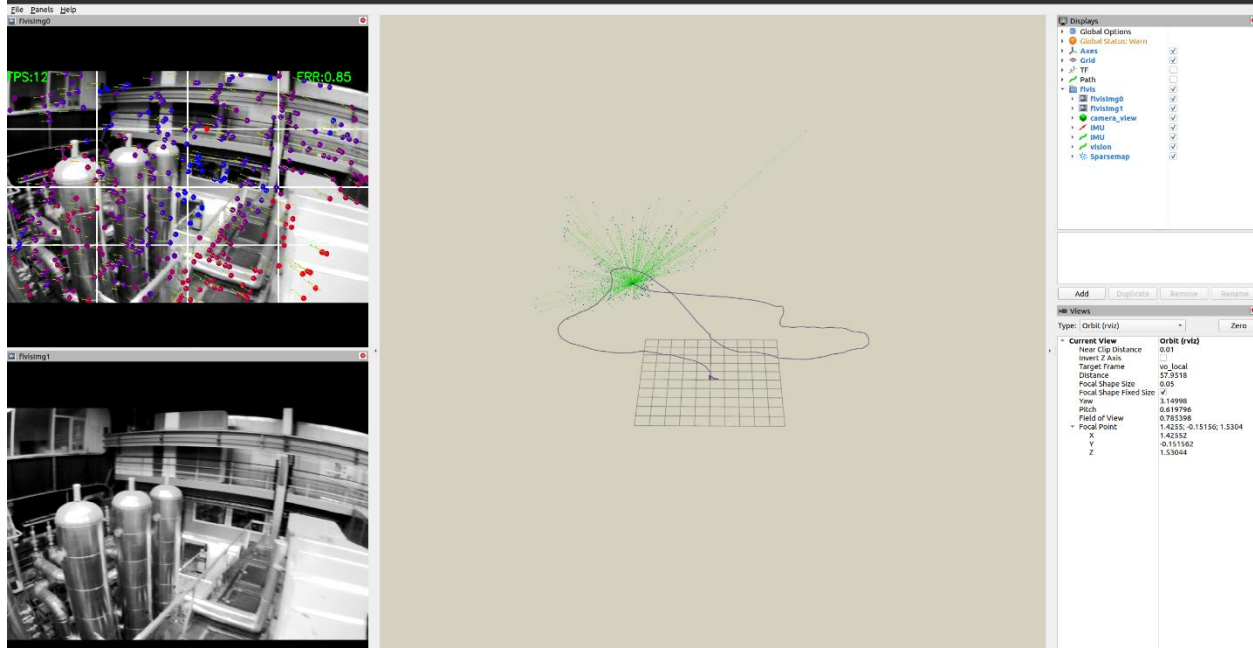 File Panels Help
flvisImg0
FPS:12
ERR:0.85
flvisImg1
Displays
Global Options
Global Status: Warn
Axes
Grid
TF
Path
flvis
flvisImg0
flvisImg1
camera_view
IMU
IMU
vision
Sparsemap
Add Duplicate Remove Rename
Views
Type: Orbit (rviz) Zero
Current View Orbit (rviz)
Near Clip Distance 0.01
Invert Z Axis
Target Frame vo_local
Distance 57.9518
Focal Shape Size 0.05
Focal Shape Fixed Size
Yaw 3.14998
Pitch 0.619796
Field of View 0.785398
Focal Point 1.4255; -0.15156; 1.5304
X 1.42552
Y -0.151562
Z 1.53044